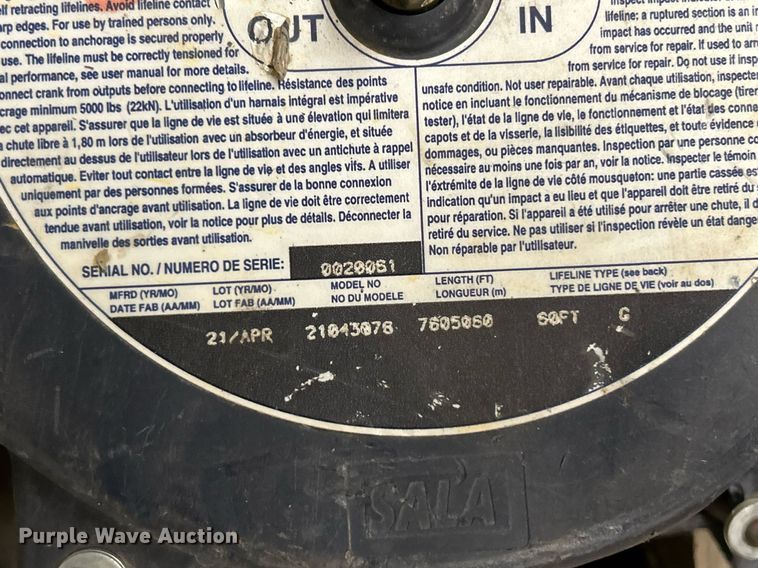 lf retracting lifelines. Avoid lifeline contact
rp edges. For use by trained persons only.
connection to anchorage is secured properly
use. The lifeline must be correctly tensioned for
al performance, see user manual for more details.
onnect crank from outputs before connecting to lifeline. Résistance des points
crage minimum 5000 lbs (22kN). L'utilisation d'un harnais intégral est impérative
ec cet appareil. S'assurer que la ligne de vie est située à une élévation qui limitera
a chute libre à 1,80 m lors de l'utilisation avec un absorbeur d'énergie, et située
directement au dessus de l'utilisateur lors de l'utilisation avec un antichute à rappel
automatique. Eviter tout contact entre la ligne de vie et des angles vifs. A utiliser
uniquement par des personnes formées. S'assurer de la bonne connexion
aux points d'ancrage avant utilisation. La ligne de vie doit être correctement
tendue avant utilisation, voir la notice pour plus de détails. Déconnecter la
manivelle des sorties avant utilisation.
OUT
IN
lifeline: a ruptured section is an in
impact has occurred and the unit m
from service for repair. If used to arr
from service for repair. Do not use if insp
unsafe condition. Not user repairable. Avant chaque utilisation, inspecter
notice en incluant le fonctionnement du mécanisme de blocage (tirer
tester), l'état de la ligne de vie, le fonctionnement et l'état des conne
capots et de la visserie, la lisibilité des étiquettes, et toute évidence d
dommages, ou pièces manquantes. Inspection par une personne co
nécessaire au moins une fois par an, voir la notice. Inspecter le témoin
l'éxtrémite de la ligne de vie côté mousqueton: une partie cassée est
indication qu'un impact a eu lieu et que l'appareil doit être retiré du s
pour réparation. Si l'appareil a été utilisé pour arrêter une chute, il d
retiré du service. Ne pas utiliser si l'inspection révèle un état danger
Non réparable par l'utilisateur.
SERIAL NO. / NUMERO DE SERIE: 0020061
MFRD (YR/MO) LOT (YR/MO) MODEL NO LENGTH (FT) LIFELINE TYPE (see back)
DATE FAB (AA/MM) LOT FAB (AA/MM) NO DU MODELE LONGUEUR (m) TYPE DE LIGNE DE VIE (voir au dos)
21/APR 21043078 7605060 60FT G
SALA
Purple Wave Auction